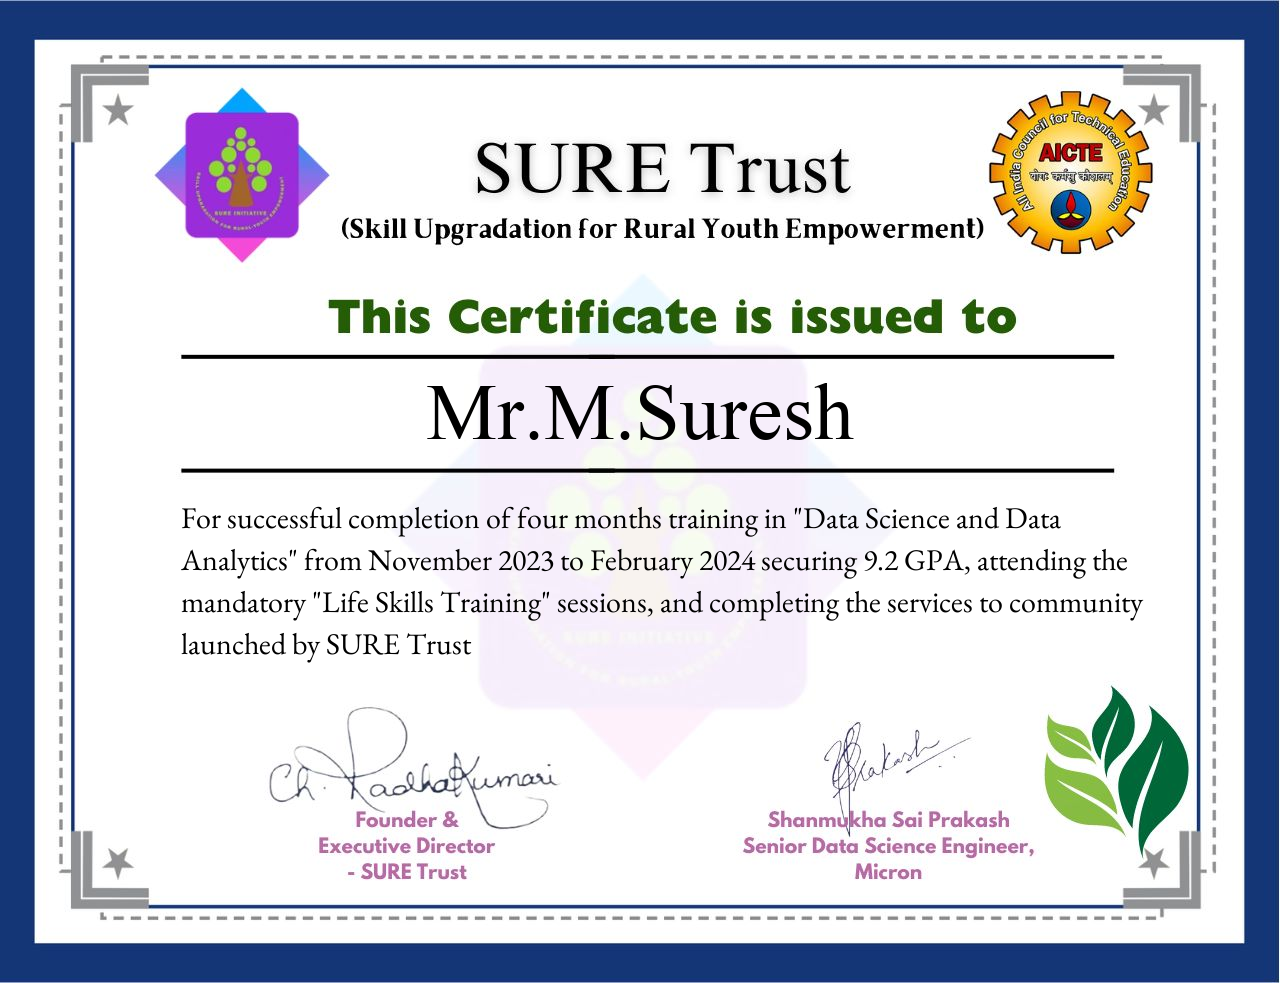 SURE Trust
(Skill Upgradation for Rural Youth Empowerment)
SURE INITIATIVE
SKILL UPGRADATION FOR RURAL-YOUTH EMPOWERMENT
All India Council for Technical Education
AICTE
योगः कर्मसु कौशलम्
This Certificate is issued to
Mr.M.Suresh
For successful completion of four months training in "Data Science and Data
Analytics" from November 2023 to February 2024 securing 9.2 GPA, attending the
mandatory "Life Skills Training" sessions, and completing the services to community
launched by SURE Trust
SURE INITIATIVE
Ch. RadhaKumari
Founder &
Executive Director
- SURE Trust
Prakash
Shanmukha Sai Prakash
Senior Data Science Engineer,
Micron